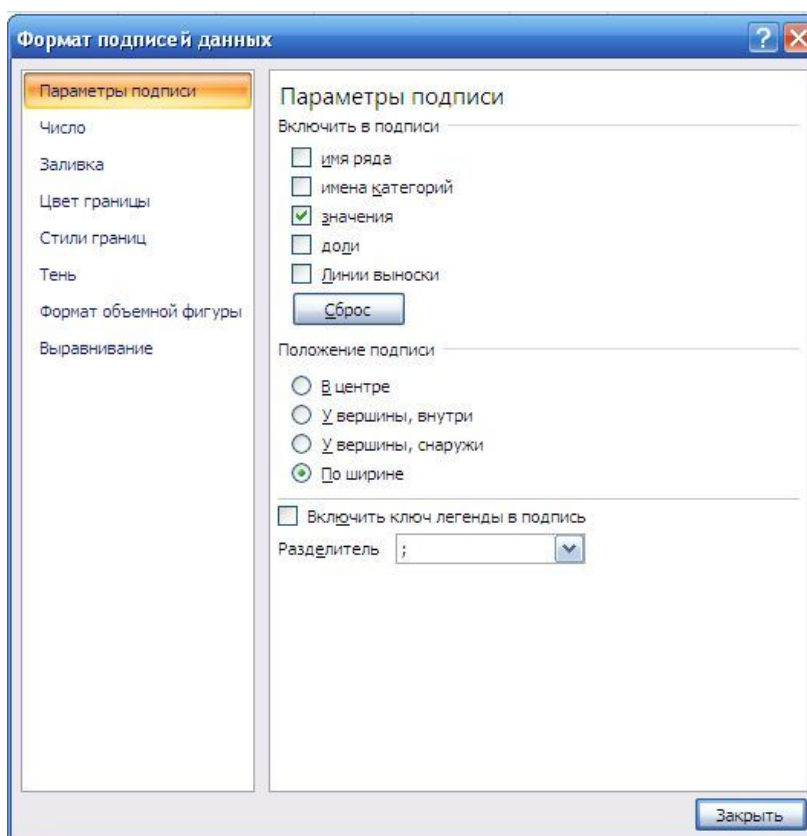 Формат подписей данных
Параметры подписи
Число
Заливка
Цвет границы
Стили границ
Тень
Формат объемной фигуры
Выравнивание
Параметры подписи
Включить в подписи
имя ряда
имена категорий
значения
доли
Линии выноски
Сброс
Положение подписи
В центре
У вершины, внутри
У вершины, снаружи
По ширине
Включить ключ легенды в подпись
Разделитель ;
Закрыть